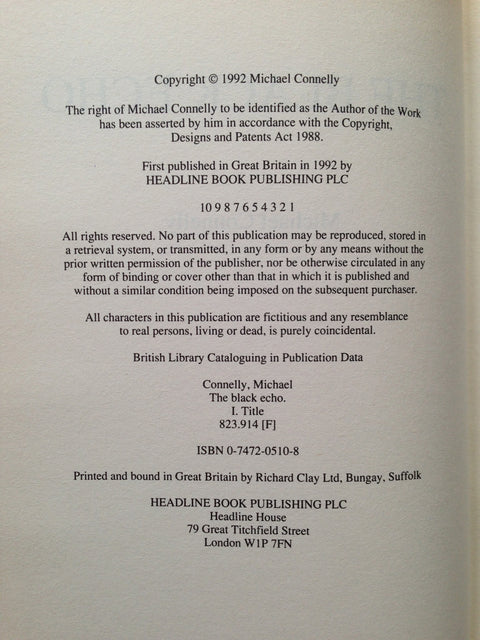 Copyright © 1992 Michael Connelly
The right of Michael Connelly to be identified as the Author of the Work
has been asserted by him in accordance with the Copyright,
Designs and Patents Act 1988.
First published in Great Britain in 1992 by
HEADLINE BOOK PUBLISHING PLC
10 9 8 7 6 5 4 3 2 1
All rights reserved. No part of this publication may be reproduced, stored in
a retrieval system, or transmitted, in any form or by any means without the
prior written permission of the publisher, nor be otherwise circulated in any
form of binding or cover other than that in which it is published and
without a similar condition being imposed on the subsequent purchaser.
All characters in this publication are fictitious and any resemblance
to real persons, living or dead, is purely coincidental.
British Library Cataloguing in Publication Data
Connelly, Michael
The black echo.
I. Title
823.914 [F]
ISBN 0-7472-0510-8
Printed and bound in Great Britain by Richard Clay Ltd, Bungay, Suffolk
HEADLINE BOOK PUBLISHING PLC
Headline House
79 Great Titchfield Street
London W1P 7FN